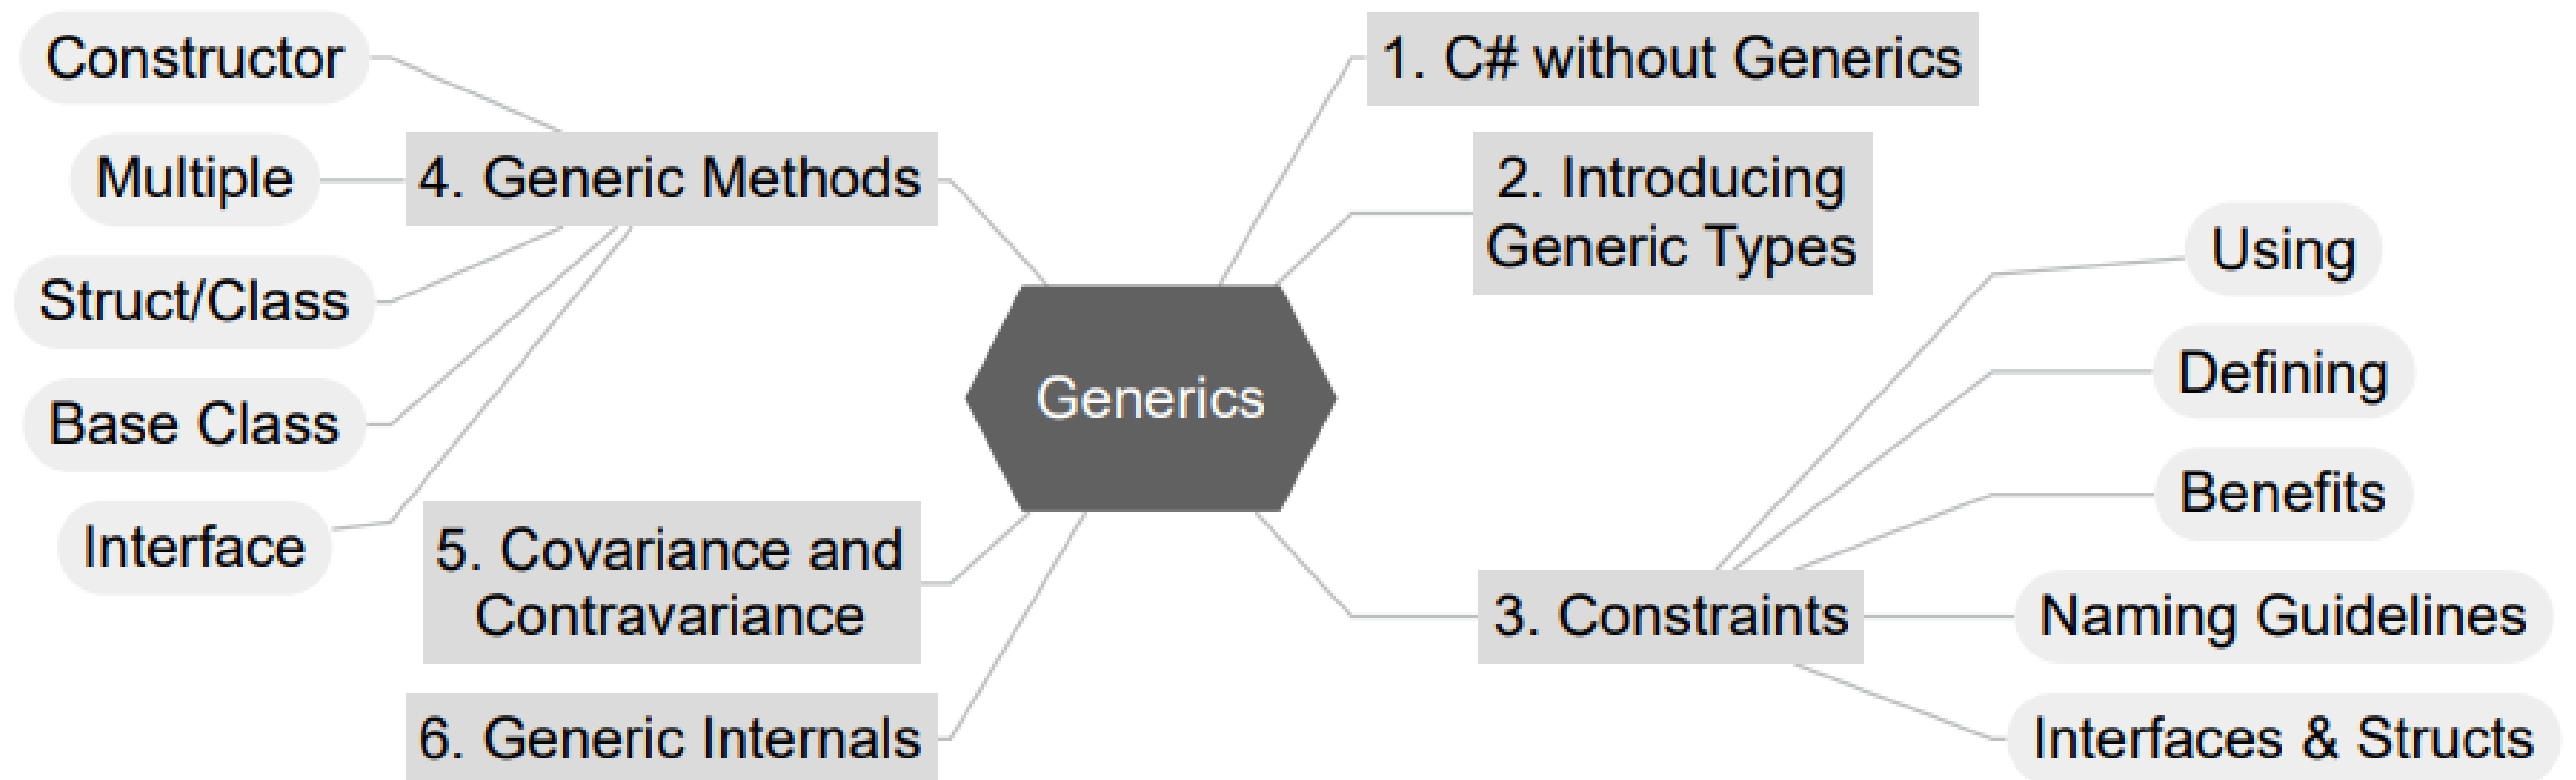 Constructor
Multiple
Struct/Class
Base Class
Interface
4. Generic Methods
5. Covariance and
Contravariance
6. Generic Internals
Generics
1. C# without Generics
2. Introducing
Generic Types
3. Constraints
Using
Defining
Benefits
Naming Guidelines
Interfaces & Structs